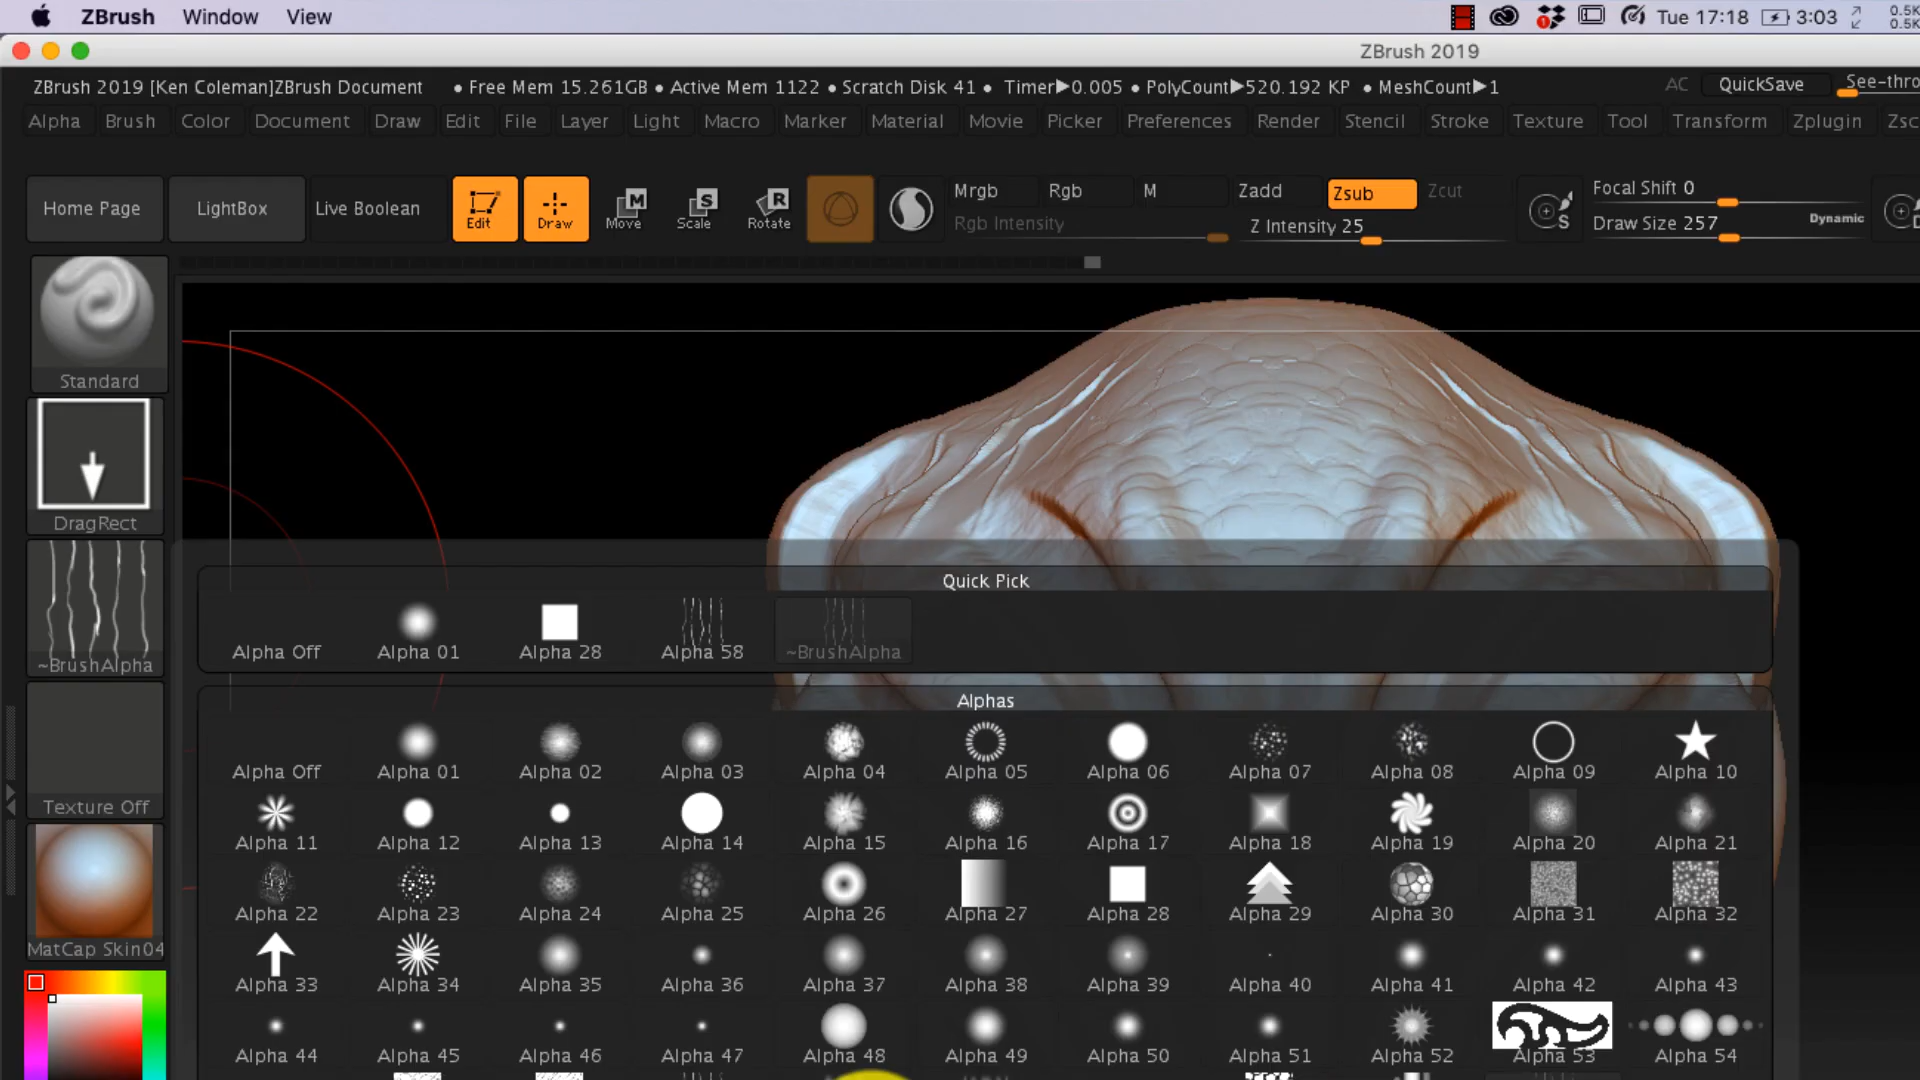 ZBrush Window View
Tue 17:18 3:03 0.5K
0.5K
ZBrush 2019
ZBrush 2019 [Ken Coleman]ZBrush Document • Free Mem 15.261GB • Active Mem 1122 • Scratch Disk 41 • Timer▶0.005 • PolyCount▶520.192 KP • MeshCount▶1 AC QuickSave See-thro
Alpha Brush Color Document Draw Edit File Layer Light Macro Marker Material Movie Picker Preferences Render Stencil Stroke Texture Tool Transform Zplugin Zsc
Home Page LightBox Live Boolean Edit Draw Move Scale Rotate
M S R
Mrgb Rgb M Zadd Zsub Zcut Focal Shift 0
Rgb Intensity Z Intensity 25 S Draw Size 257 Dynamic
Standard
DragRect
~BrushAlpha
Texture Off
MatCap Skin04
Quick Pick
Alpha Off Alpha 01 Alpha 28 Alpha 58 ~BrushAlpha
Alphas
Alpha Off Alpha 01 Alpha 02 Alpha 03 Alpha 04 Alpha 05 Alpha 06 Alpha 07 Alpha 08 Alpha 09 Alpha 10
Alpha 11 Alpha 12 Alpha 13 Alpha 14 Alpha 15 Alpha 16 Alpha 17 Alpha 18 Alpha 19 Alpha 20 Alpha 21
Alpha 22 Alpha 23 Alpha 24 Alpha 25 Alpha 26 Alpha 27 Alpha 28 Alpha 29 Alpha 30 Alpha 31 Alpha 32
Alpha 33 Alpha 34 Alpha 35 Alpha 36 Alpha 37 Alpha 38 Alpha 39 Alpha 40 Alpha 41 Alpha 42 Alpha 43
Alpha 44 Alpha 45 Alpha 46 Alpha 47 Alpha 48 Alpha 49 Alpha 50 Alpha 51 Alpha 52 Alpha 53 Alpha 54